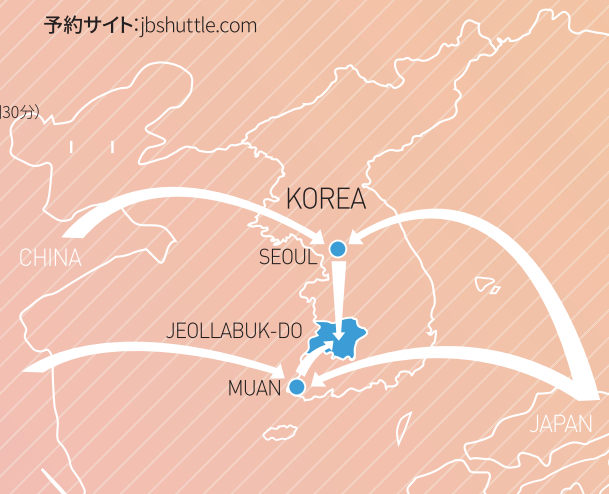 予約サイト:jbshuttle.com
30分)
KOREA
CHINA
SEOUL
JEOLLABUK-DO
MUAN
JAPAN